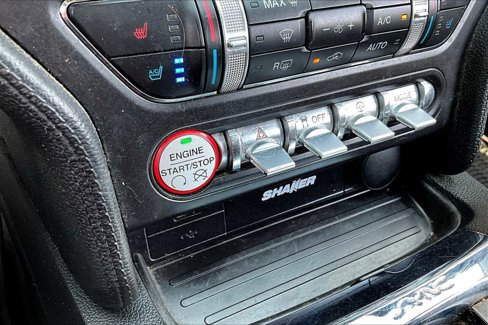 MAX
A/C
A/C
AUTO
R
OFF
MODE
ENGINE
START/STOP
SHAKER